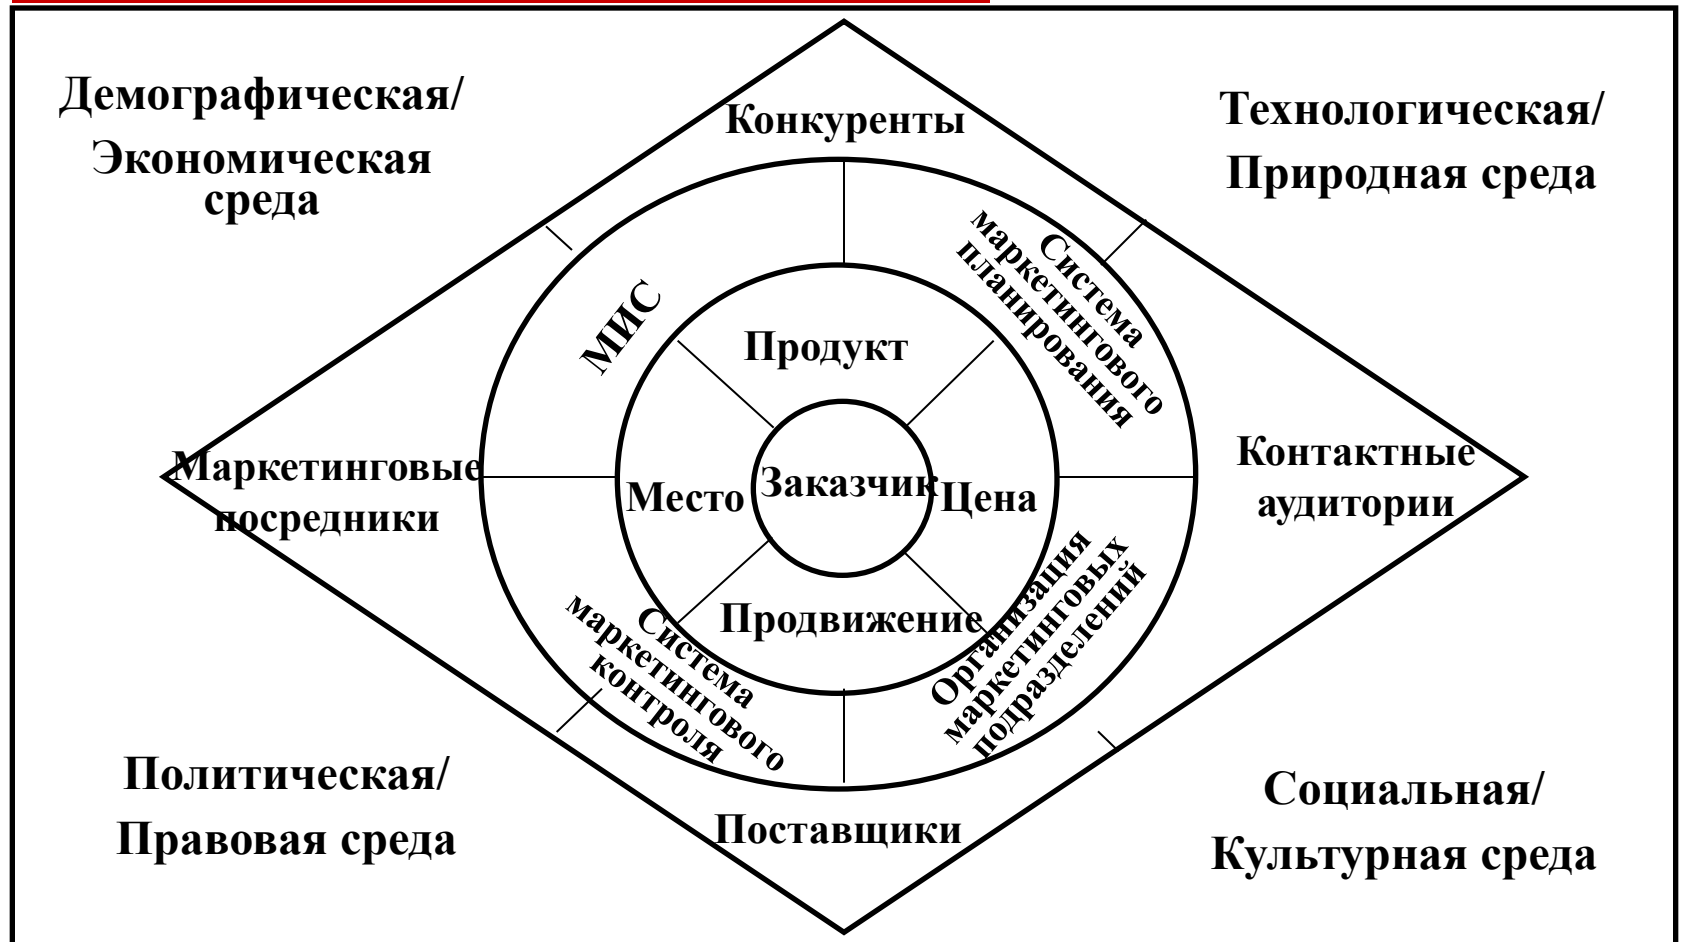 Демографическая/
Экономическая
среда
Конкуренты
Технологическая/
Природная среда
МИС
Система
маркетингового
планирования
Продукт
Маркетинговые
посредники
Место
Заказчик
Цена
Контактные
аудитории
Продвижение
Система
маркетингового
контроля
Организация
маркетинговых
подразделений
Политическая/
Правовая среда
Поставщики
Социальная/
Культурная среда